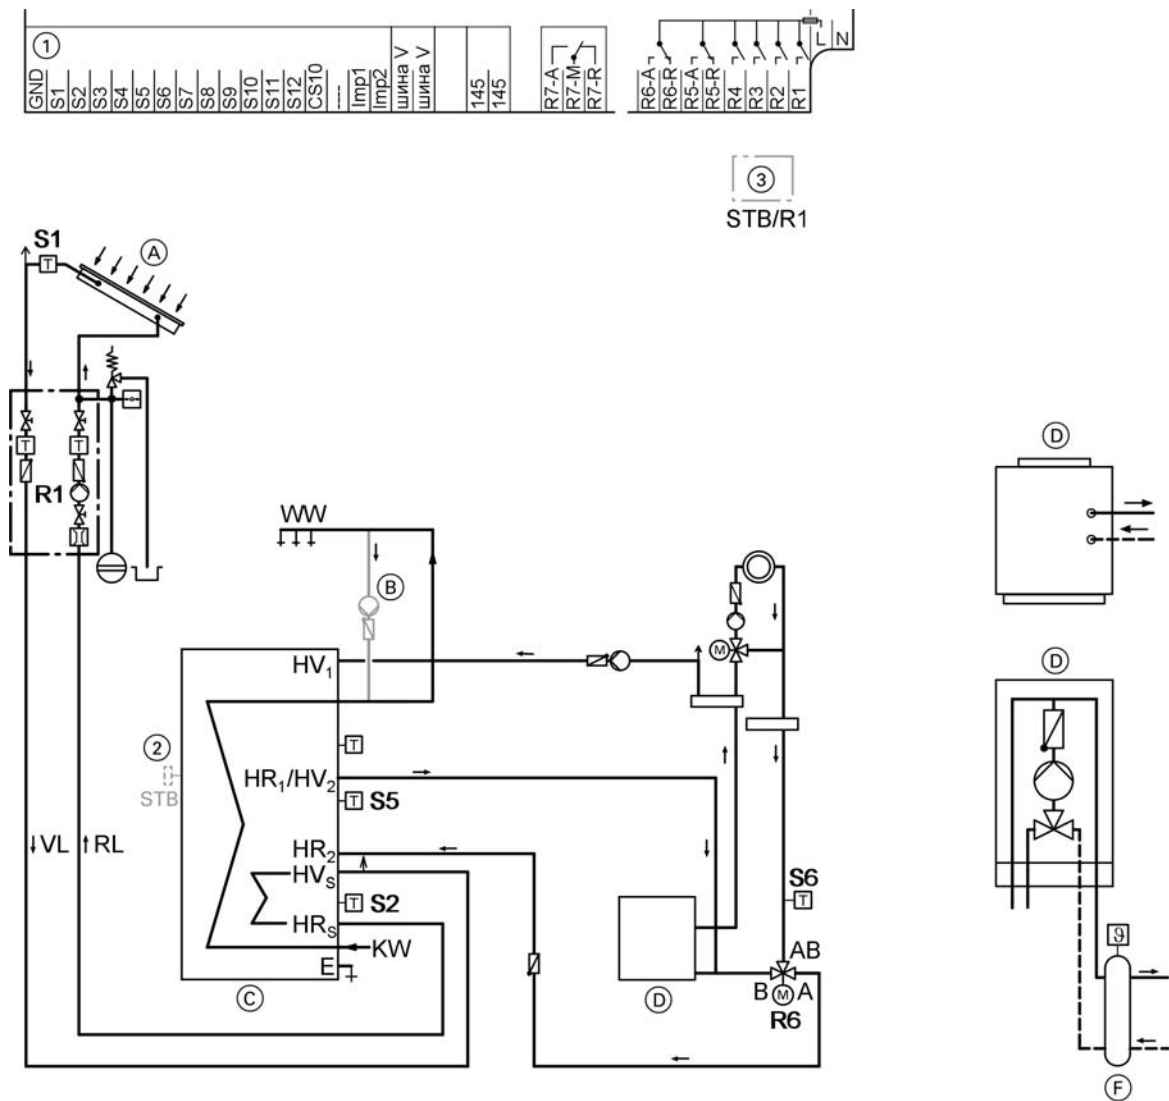 1
GND
S1
S2
S3
S4
S5
S6
S7
S8
S9
S10
S11
S12
CS10
----
Imp1
Imp2
шина V
шина V
145
145
R7-A
R7-M
R7-R
R6-A
R6-R
R5-A
R5-R
R4
R3
R2
R1
L N
3
STB/R1
S1
A
T
T T
R1
WW
B
M
HV1
2
STB
T
HR1/HV2
T S5
VL RL
HR2
HVS
T S2
HRS
KW
E
C
D
S6
T
AB
B M A
R6
D
D
ϑ
F